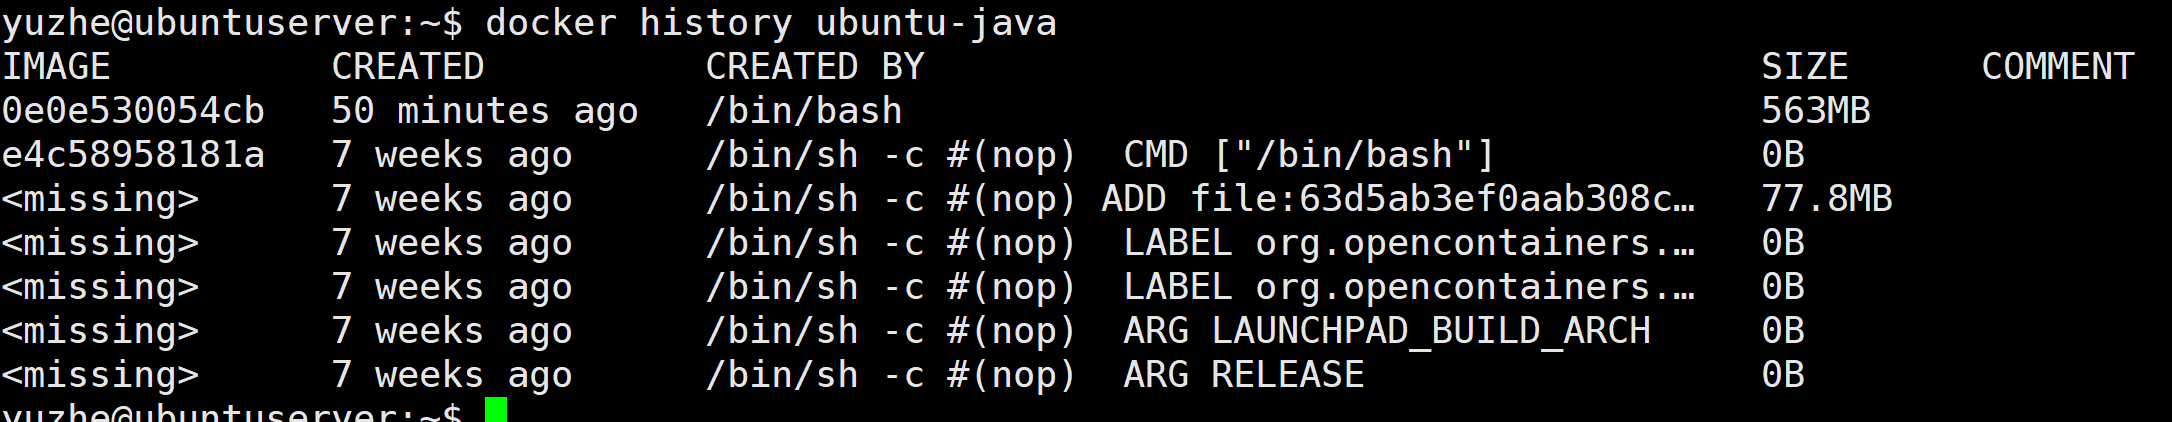 yuzhe@ubuntuserver:~$ docker history ubuntu-java
IMAGE CREATED CREATED BY SIZE COMMENT
0e0e530054cb 50 minutes ago /bin/bash 563MB
e4c58958181a 7 weeks ago /bin/sh -c #(nop) CMD ["/bin/bash"] 0B
<missing> 7 weeks ago /bin/sh -c #(nop) ADD file:63d5ab3ef0aab308c… 77.8MB
<missing> 7 weeks ago /bin/sh -c #(nop) LABEL org.opencontainers.… 0B
<missing> 7 weeks ago /bin/sh -c #(nop) LABEL org.opencontainers.… 0B
<missing> 7 weeks ago /bin/sh -c #(nop) ARG LAUNCHPAD_BUILD_ARCH 0B
<missing> 7 weeks ago /bin/sh -c #(nop) ARG RELEASE 0B
yuzhe@ubuntuserver:~$